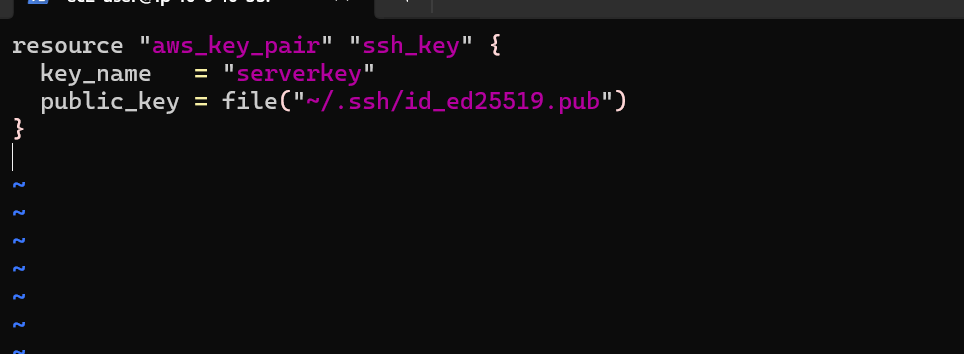 resource "aws_key_pair" "ssh_key" {
  key_name   = "serverkey"
  public_key = file("~/.ssh/id_ed25519.pub")
}
~
~
~
~
~
~
~